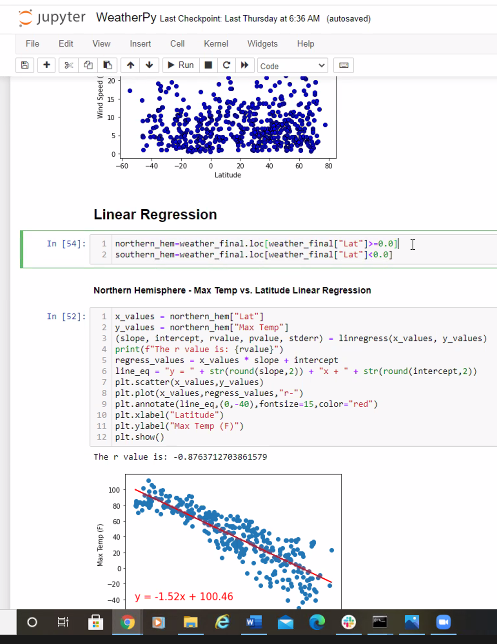 jupyter WeatherPy Last Checkpoint: Last Thursday at 6:36 AM (autosaved)
File Edit View Insert Cell Kernel Widgets Help
Run Code
Wind Speed (
20
15
10
5
0
−60 −40 −20 0 20 40 60 80
Latitude
Linear Regression
In [54]:
1 northern_hem=weather_final.loc[weather_final["Lat"]>=0.0]
2 southern_hem=weather_final.loc[weather_final["Lat"]<0.0]
Northern Hemisphere - Max Temp vs. Latitude Linear Regression
In [52]:
1 x_values = northern_hem["Lat"]
2 y_values = northern_hem["Max Temp"]
3 (slope, intercept, rvalue, pvalue, stderr) = linregress(x_values, y_values)
4 print(f"The r value is: {rvalue}")
5 regress_values = x_values * slope + intercept
6 line_eq = "y = " + str(round(slope,2)) + "x + " + str(round(intercept,2))
7 plt.scatter(x_values,y_values)
8 plt.plot(x_values,regress_values,"r-")
9 plt.annotate(line_eq,(0,-40),fontsize=15,color="red")
10 plt.xlabel("Latitude")
11 plt.ylabel("Max Temp (F)")
12 plt.show()
The r value is: -0.8763712703861579
Max Temp (F)
100
80
60
40
20
0
−20
−40
y = -1.52x + 100.46